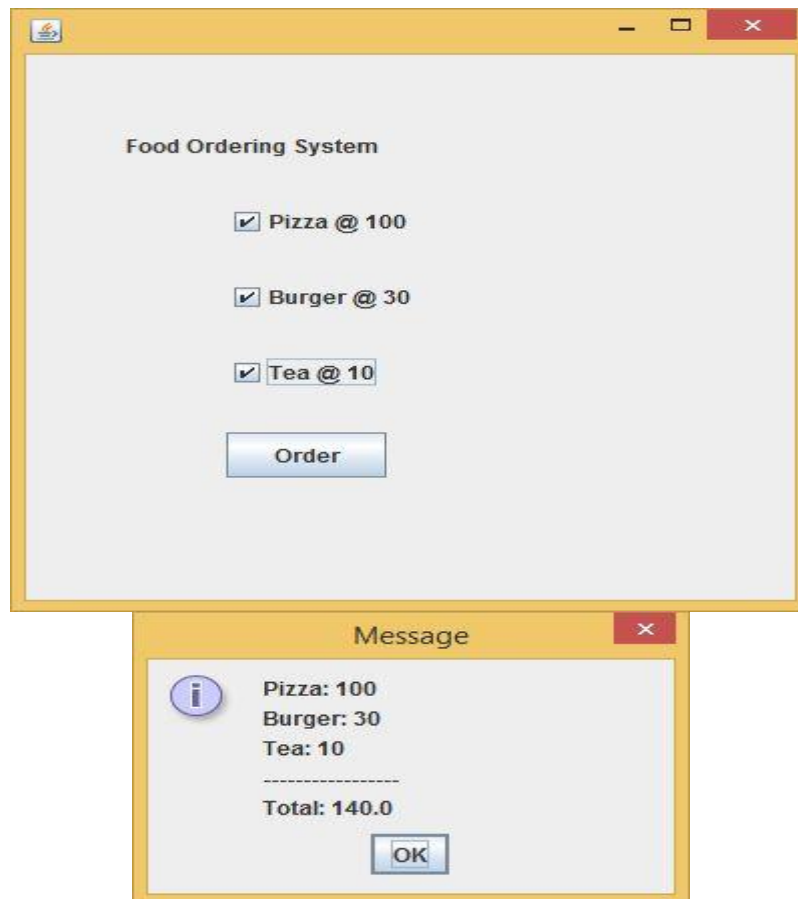 Food Ordering System
Pizza @ 100
Burger @ 30
Tea @ 10
Order
Message
Pizza: 100
Burger: 30
Tea: 10
-----------------
Total: 140.0
OK